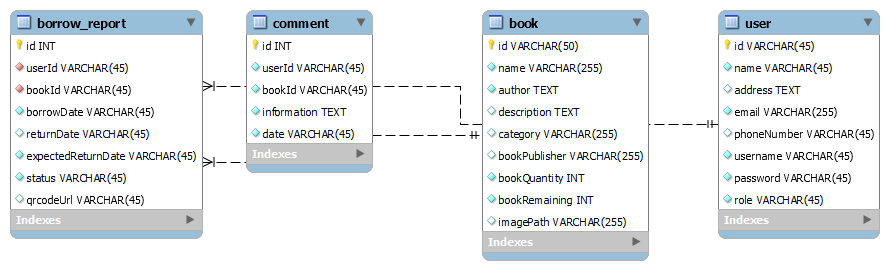 borrow_report
id INT
userId VARCHAR(45)
bookId VARCHAR(45)
borrowDate VARCHAR(45)
returnDate VARCHAR(45)
expectedReturnDate VARCHAR(45)
status VARCHAR(45)
qrcodeUrl VARCHAR(45)
Indexes
comment
id INT
userId VARCHAR(45)
bookId VARCHAR(45)
information TEXT
date VARCHAR(45)
Indexes
book
id VARCHAR(50)
name VARCHAR(255)
author TEXT
description TEXT
category VARCHAR(255)
bookPublisher VARCHAR(255)
bookQuantity INT
bookRemaining INT
imagePath VARCHAR(255)
Indexes
user
id VARCHAR(45)
name VARCHAR(45)
address TEXT
email VARCHAR(255)
phoneNumber VARCHAR(45)
username VARCHAR(45)
password VARCHAR(45)
role VARCHAR(45)
Indexes